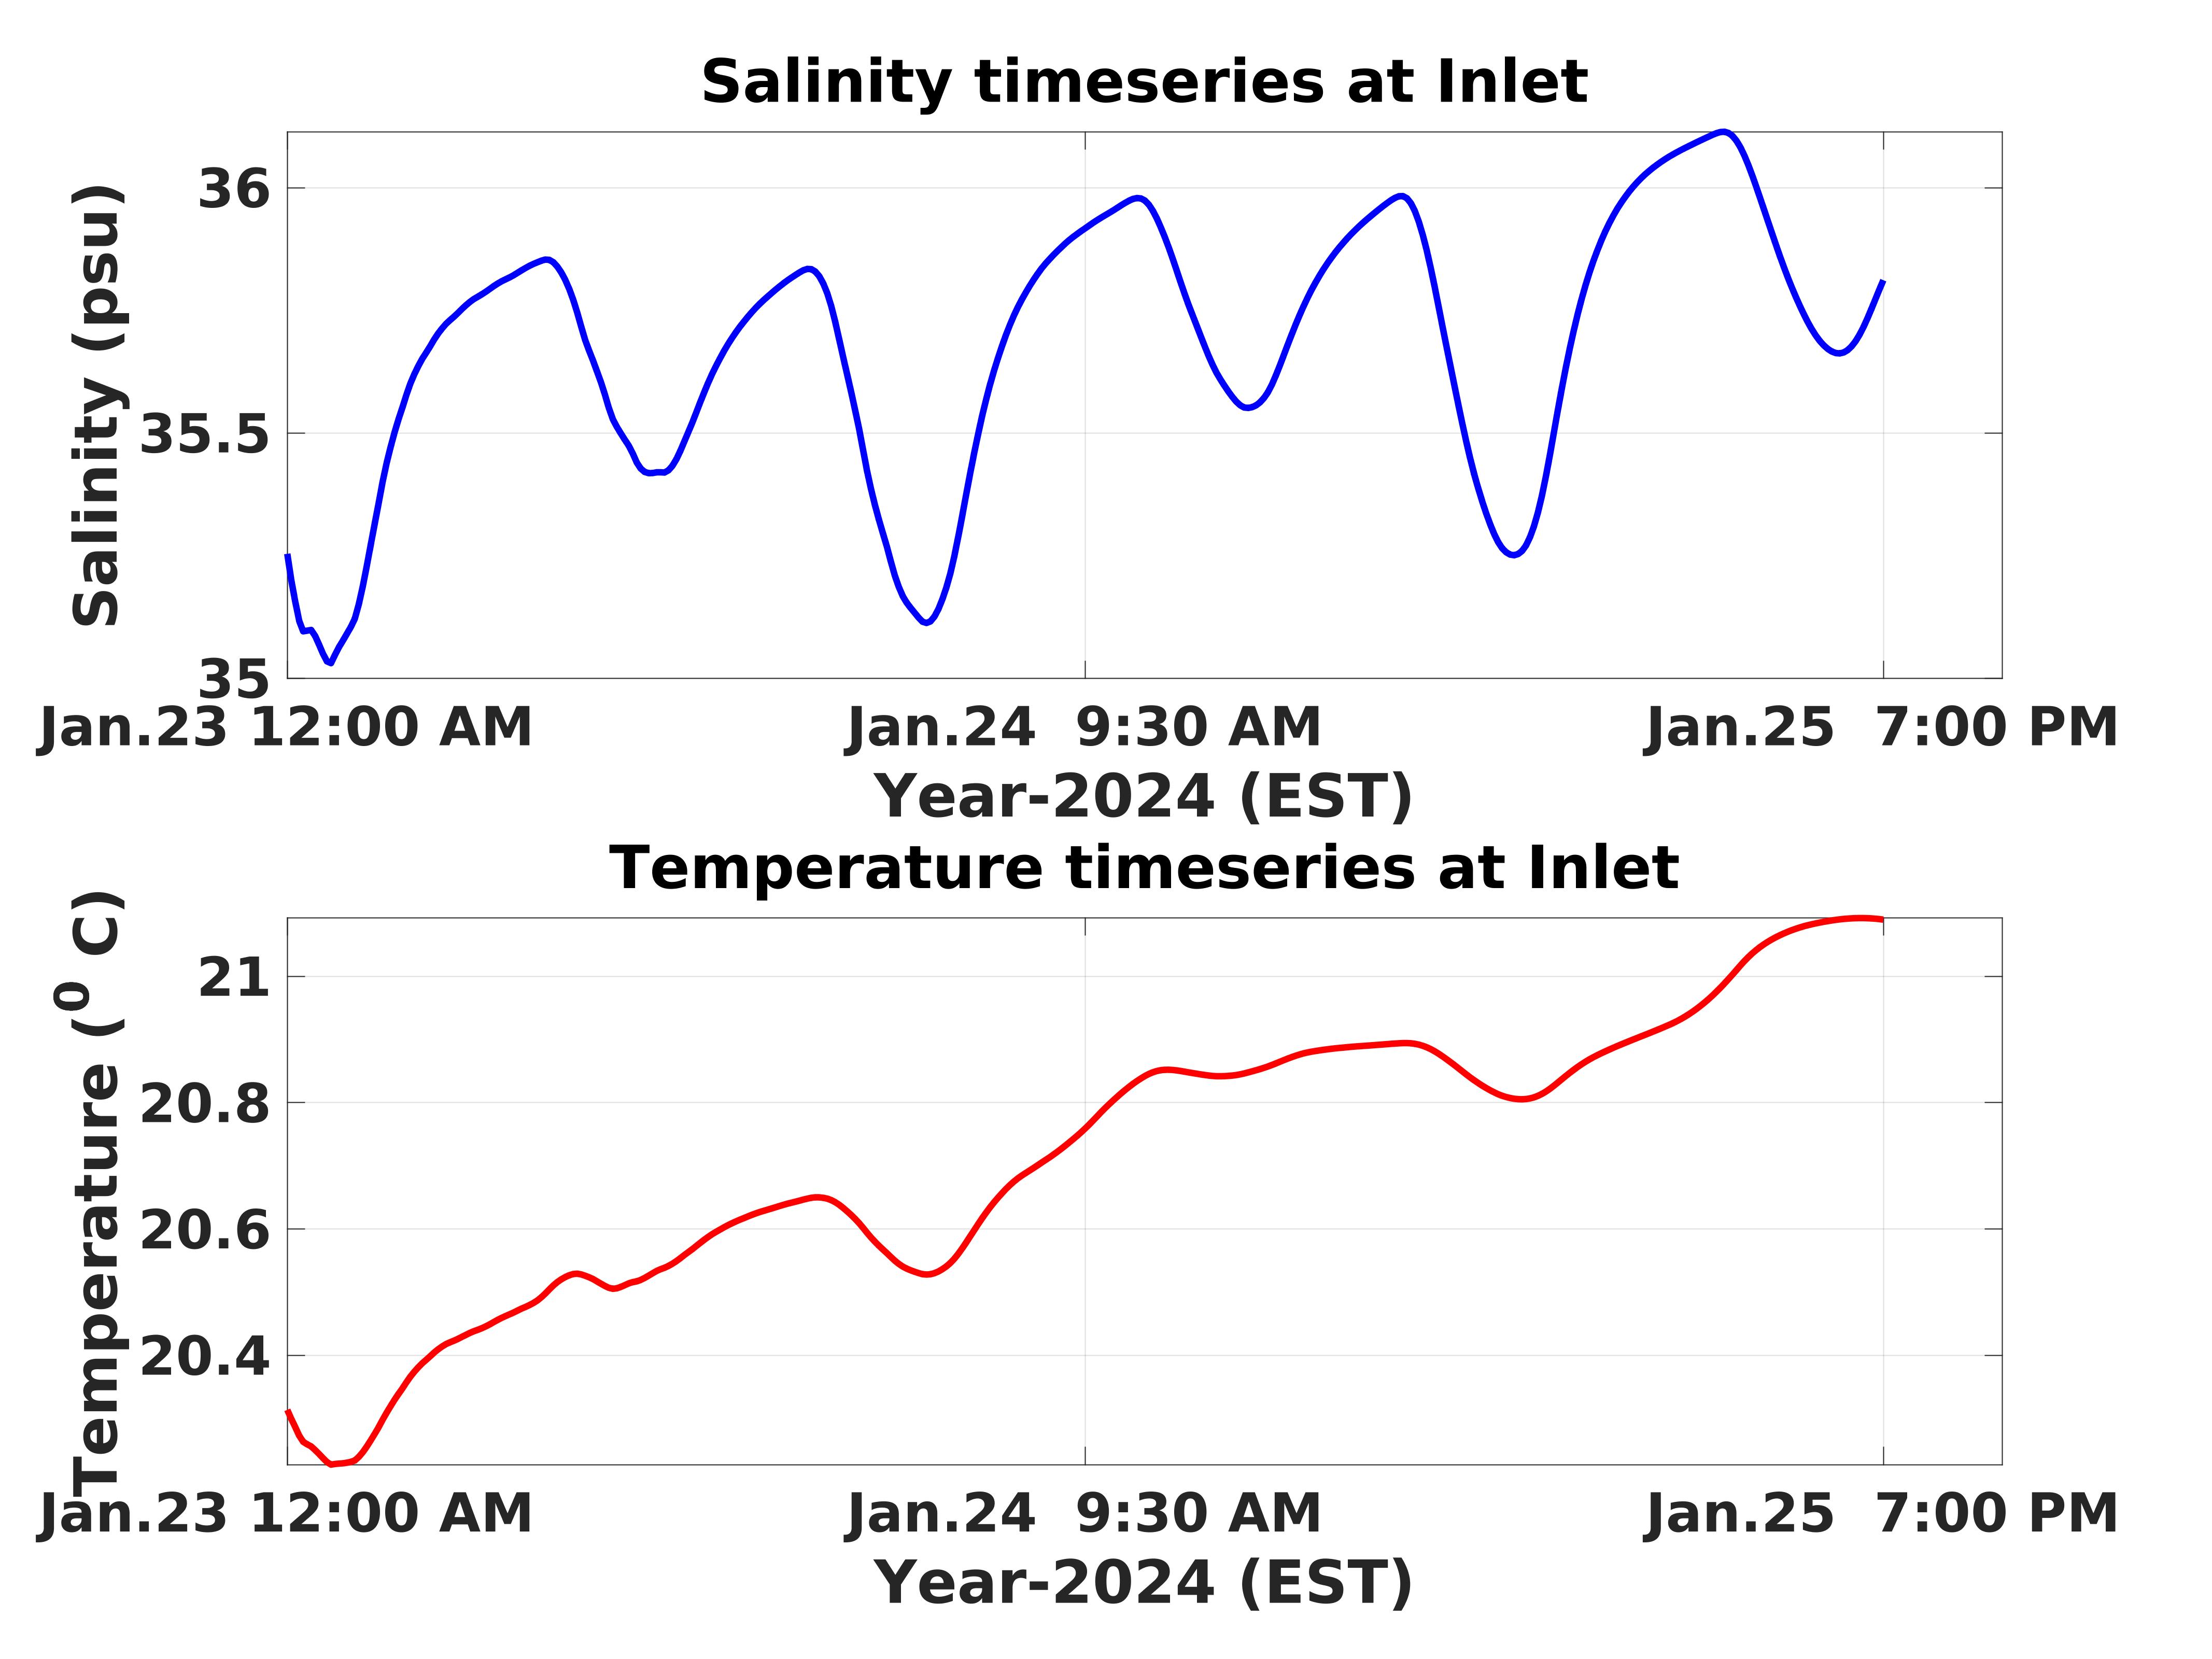 Salinity timeseries at Inlet
Salinity (psu)
36
35.5
35
Jan.23 12:00 AM Jan.24  9:30 AM Jan.25  7:00 PM
Year-2024 (EST)
Temperature timeseries at Inlet
Temperature (⁰ C)
21
20.8
20.6
20.4
Jan.23 12:00 AM Jan.24  9:30 AM Jan.25  7:00 PM
Year-2024 (EST)